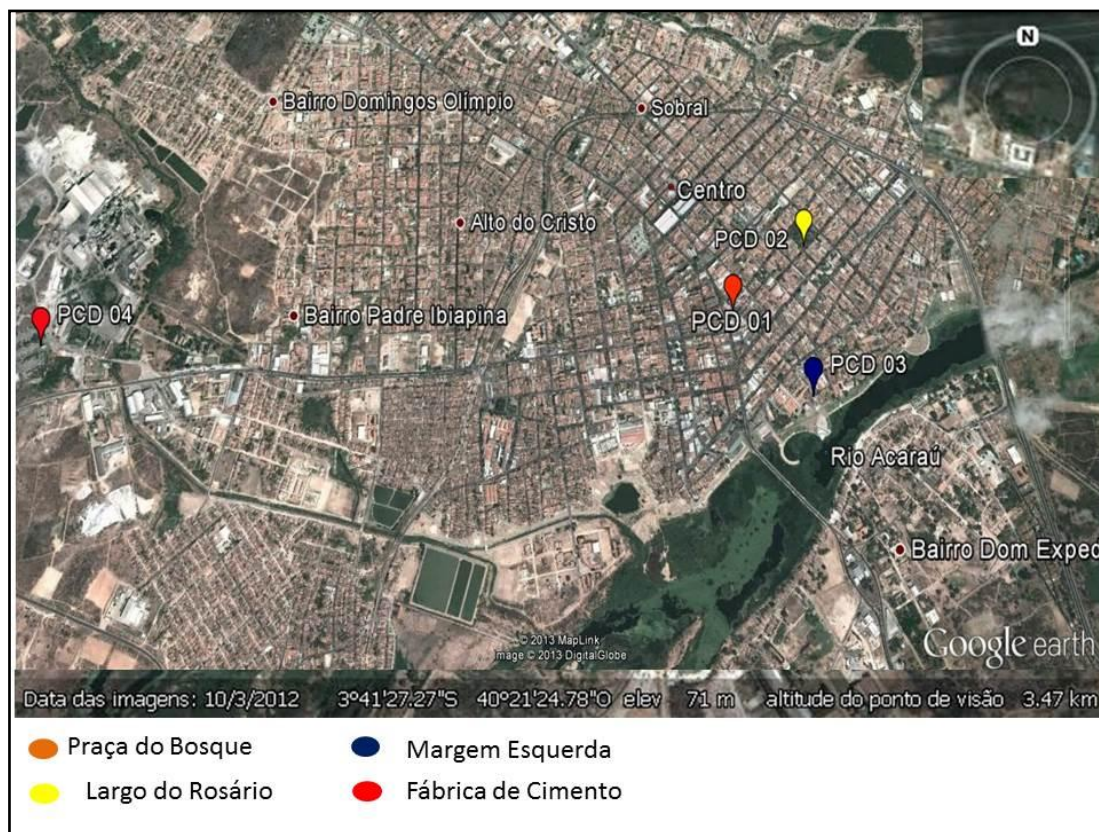 N
Bairro Domingos Olímpio
Sobral
Centro
Alto do Cristo
PCD 02
PCD 04
Bairro Padre Ibiapina
PCD 01
PCD 03
Rio Acaraú
Bairro Dom Exped
© 2013 MapLink
Image © 2013 DigitalGlobe
Google earth
Data das imagens: 10/3/2012 3°41'27.27"S 40°21'24.78"O elev 71 m altitude do ponto de visão 3.47 km
Praça do Bosque
Margem Esquerda
Largo do Rosário
Fábrica de Cimento